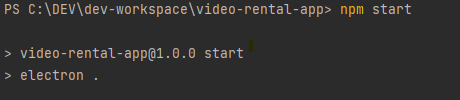 PS C:\DEV\dev-workspace\video-rental-app> npm start
> video-rental-app@1.0.0 start
> electron .